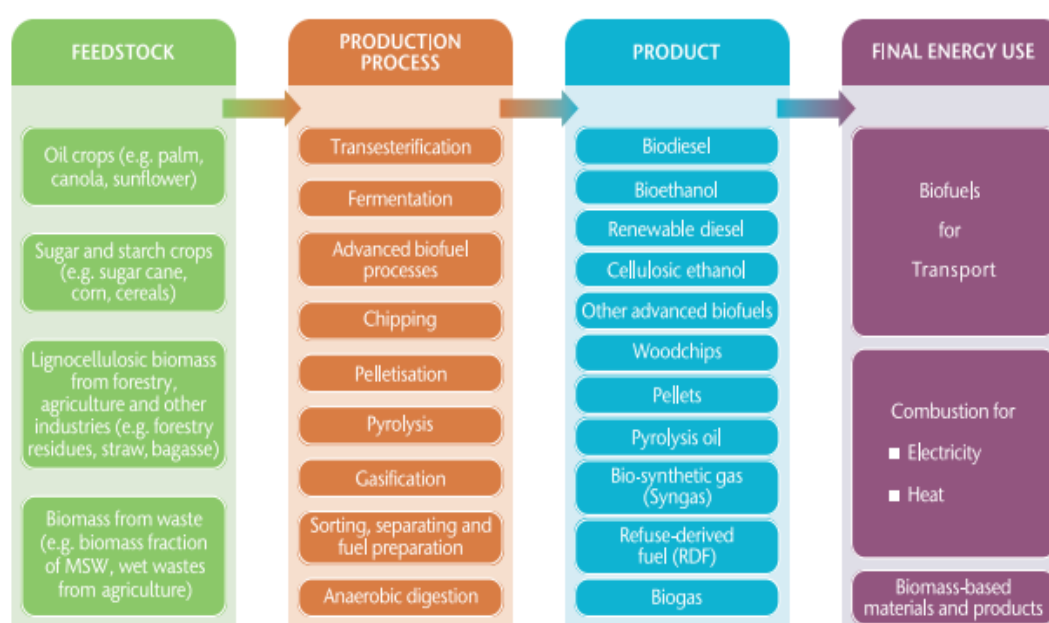 FEEDSTOCK
Oil crops (e.g. palm,
canola, sunflower)
Sugar and starch crops
(e.g. sugar cane,
corn, cereals)
Lignocellulosic biomass
from forestry,
agriculture and other
industries (e.g. forestry
residues, straw, bagasse)
Biomass from waste
(e.g. biomass fraction
of MSW, wet wastes
from agriculture)
PRODUCTION
PROCESS
Transesterification
Fermentation
Advanced biofuel
processes
Chipping
Pelletisation
Pyrolysis
Gasification
Sorting, separating and
fuel preparation
Anaerobic digestion
PRODUCT
Biodiesel
Bioethanol
Renewable diesel
Cellulosic ethanol
Other advanced biofuels
Woodchips
Pellets
Pyrolysis oil
Bio-synthetic gas
(Syngas)
Refuse-derived
fuel (RDF)
Biogas
FINAL ENERGY USE
Biofuels
for
Transport
Combustion for
■ Electricity
■ Heat
Biomass-based
materials and products